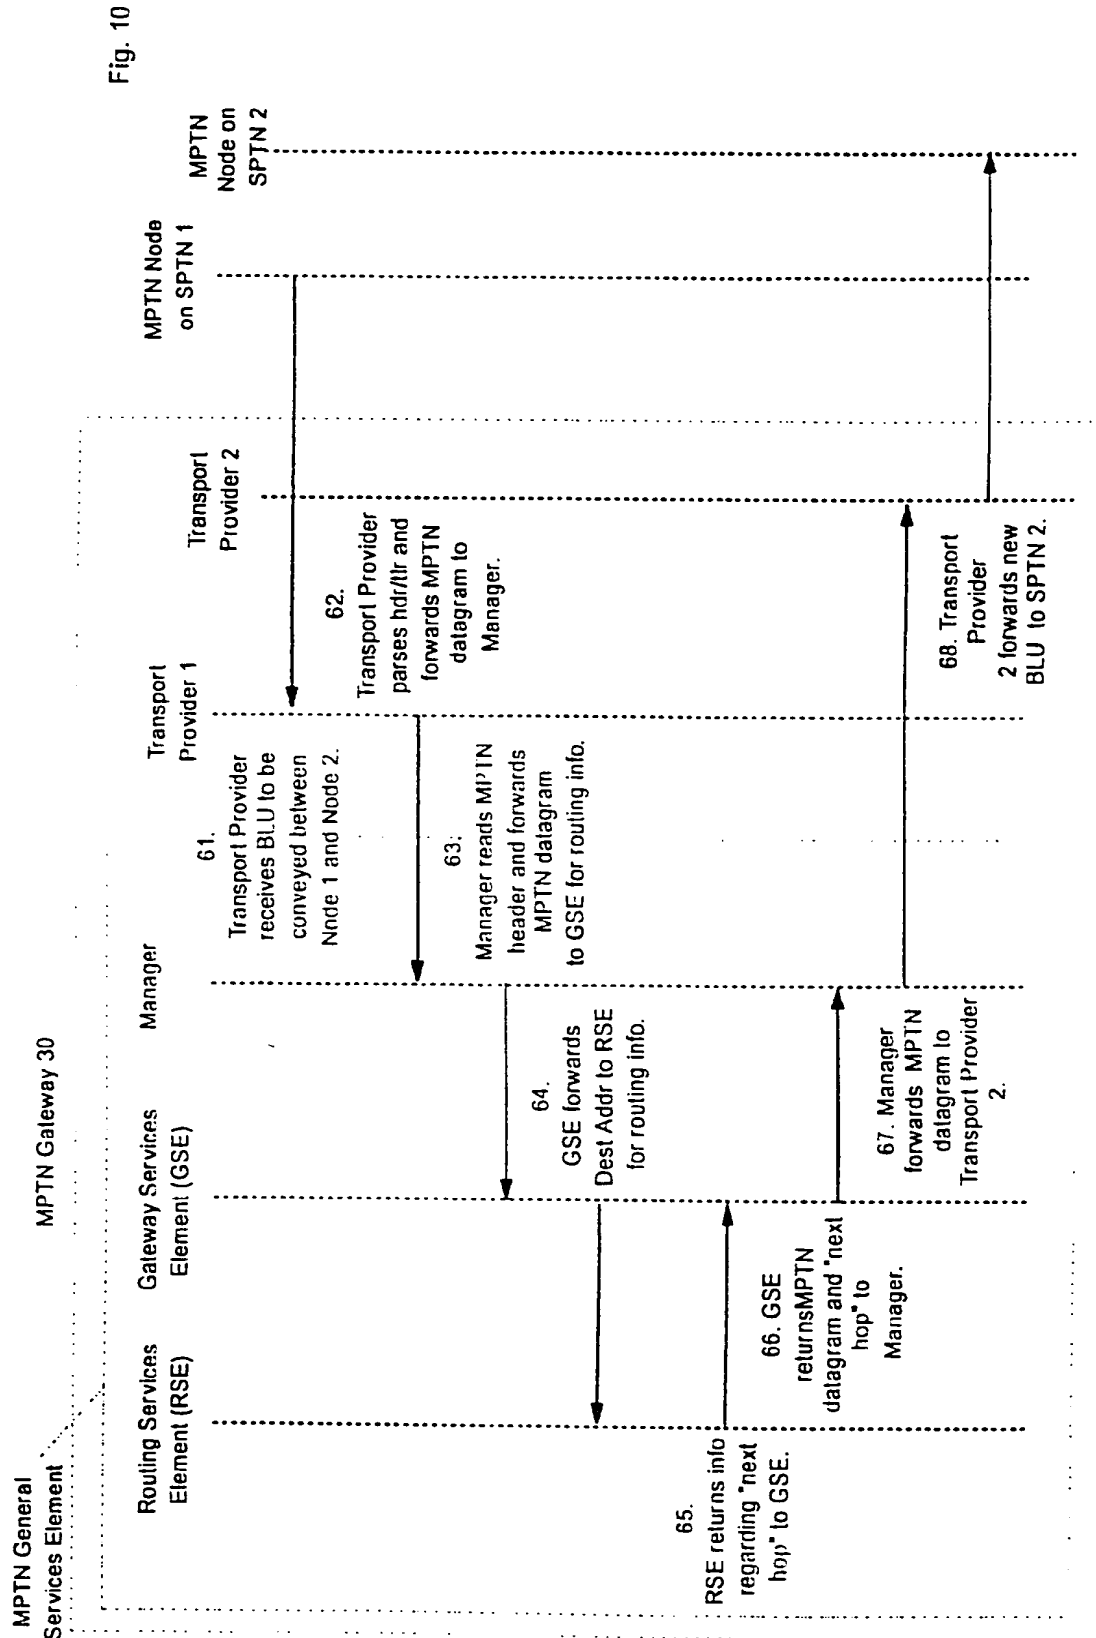 Fig. 10
MPTN Gateway 30
MPTN General
Services Element
Routing Services
Element (RSE)
Gateway Services
Element (GSE)
Manager
Transport
Provider 1
Transport
Provider 2
MPTN Node
on SPTN 1
MPTN
Node on
SPTN 2
61.
Transport Provider
receives BLU to be
conveyed between
Node 1 and Node 2.
62.
Transport Provider
parses hdr/tlr and
forwards MPTN
datagram to
Manager.
63.
Manager reads MPTN
header and forwards
MPTN datagram
to GSE for routing info.
64.
GSE forwards
Dest Addr to RSE
for routing info.
65.
RSE returns info
regarding "next
hop" to GSE.
66. GSE
returnsMPTN
datagram and "next
hop" to
Manager.
67. Manager
forwards MPTN
datagram to
Transport Provider
2.
68. Transport
Provider
2 forwards new
BLU to SPTN 2.